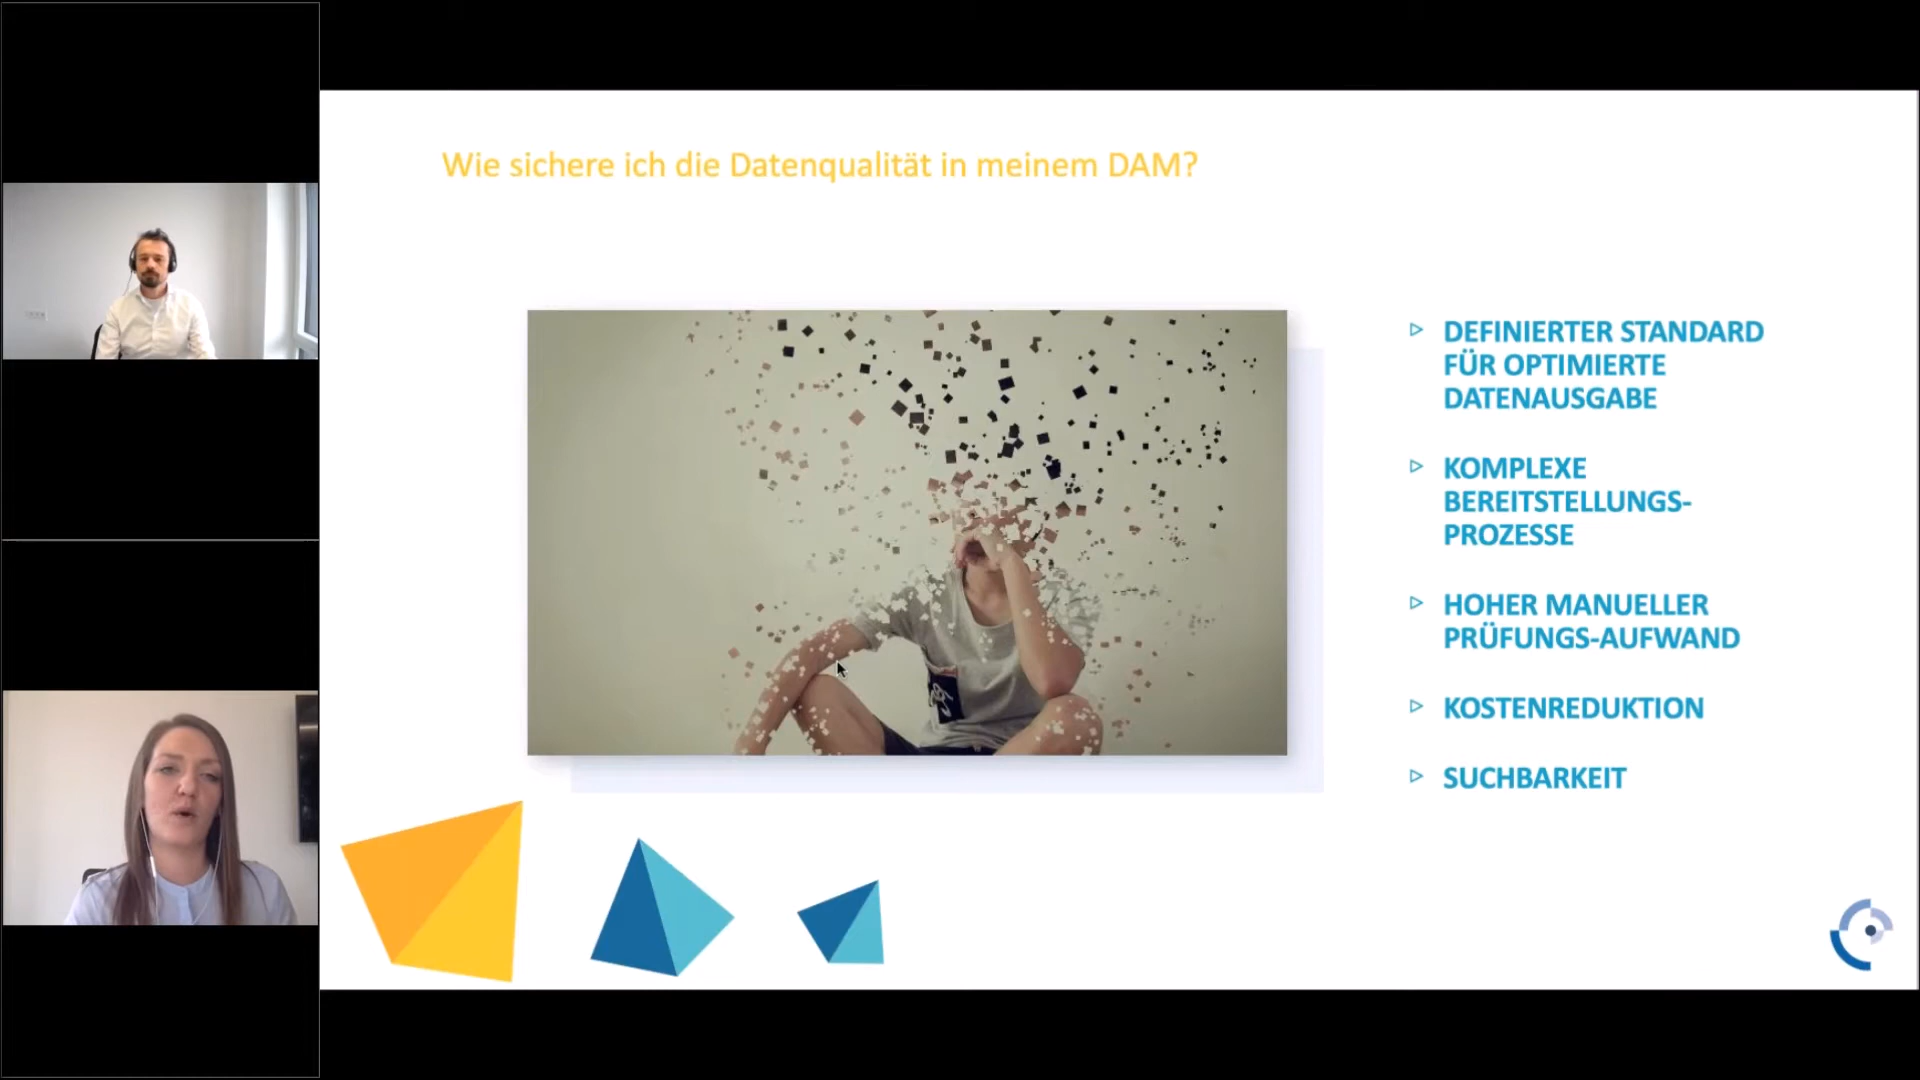 Wie sichere ich die Datenqualität in meinem DAM?
DEFINIERTER STANDARD
FÜR OPTIMIERTE
DATENAUSGABE
KOMPLEXE
BEREITSTELLUNGS-
PROZESSE
HOHER MANUELLER
PRÜFUNGS-AUFWAND
KOSTENREDUKTION
SUCHBARKEIT